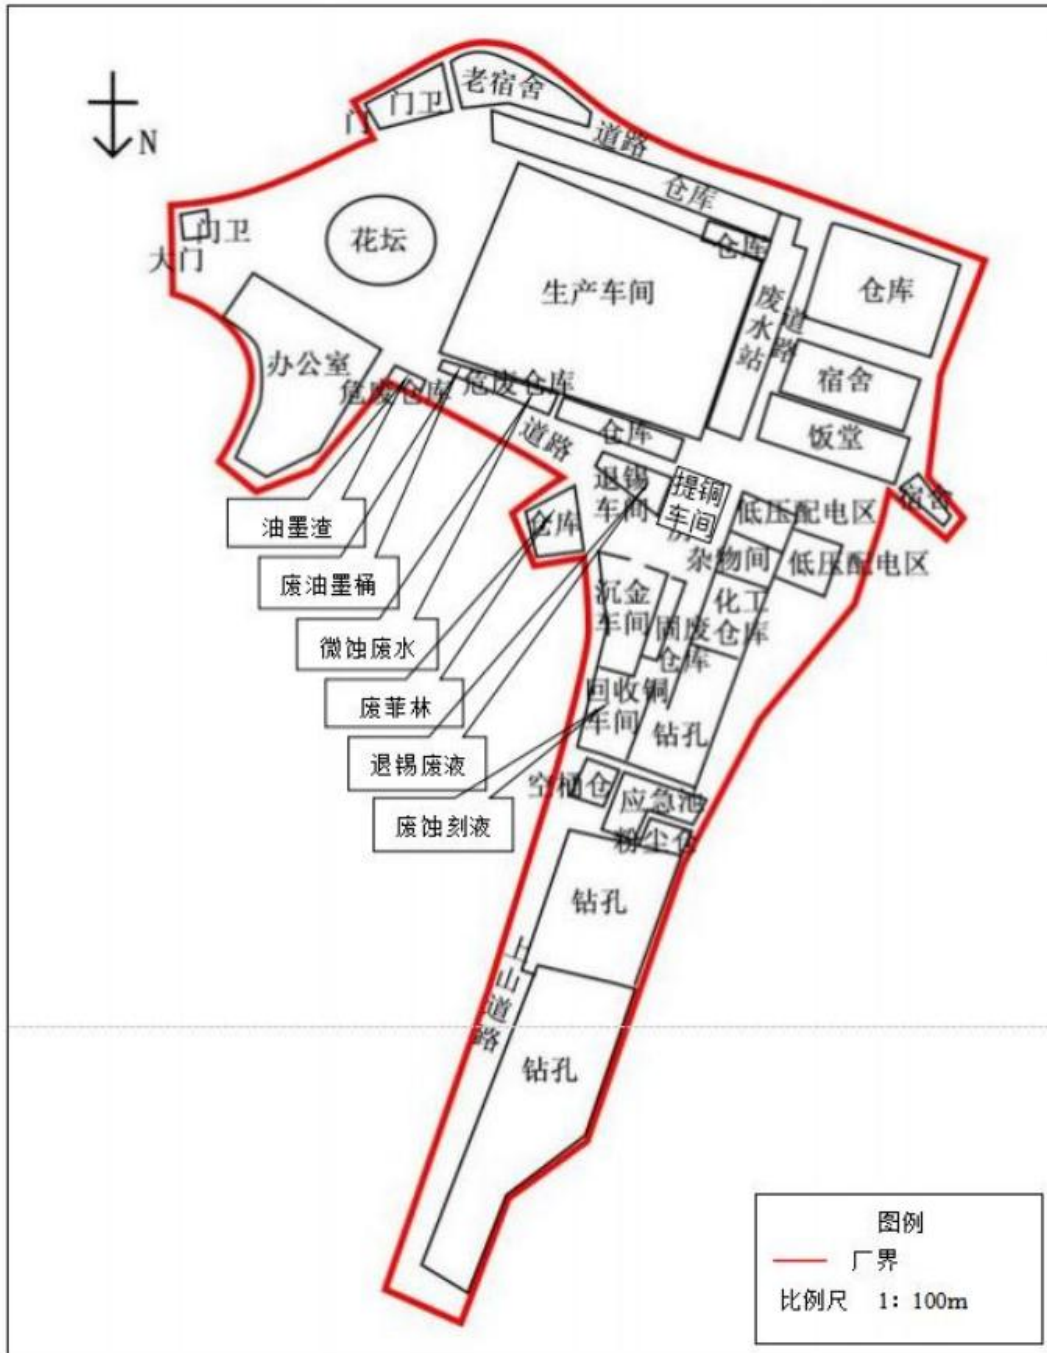 N
老宿舍
门卫
门
道路
仓库
门卫
大门
花坛
仓库
生产车间
仓库
废水站
道路
办公室
宿舍
危废仓库
危废仓库
饭堂
仓库
道路
退锡
车间
提铜
车间
宿舍
油墨渣
仓库
低压配电区
房
杂物间
低压配电区
废油墨桶
沉金
车间
化工
仓库
固废
仓库
微蚀废水
废菲林
回收铜
车间
钻孔
退锡废液
空桶仓
应急池
废蚀刻液
粉尘仓
钻孔
上山道路
钻孔
图例
厂界
比例尺 1：100m